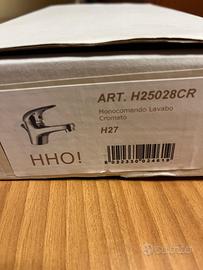 ART. H25028CR
Monocomando Lavabo
Cromato
H27
HHO!